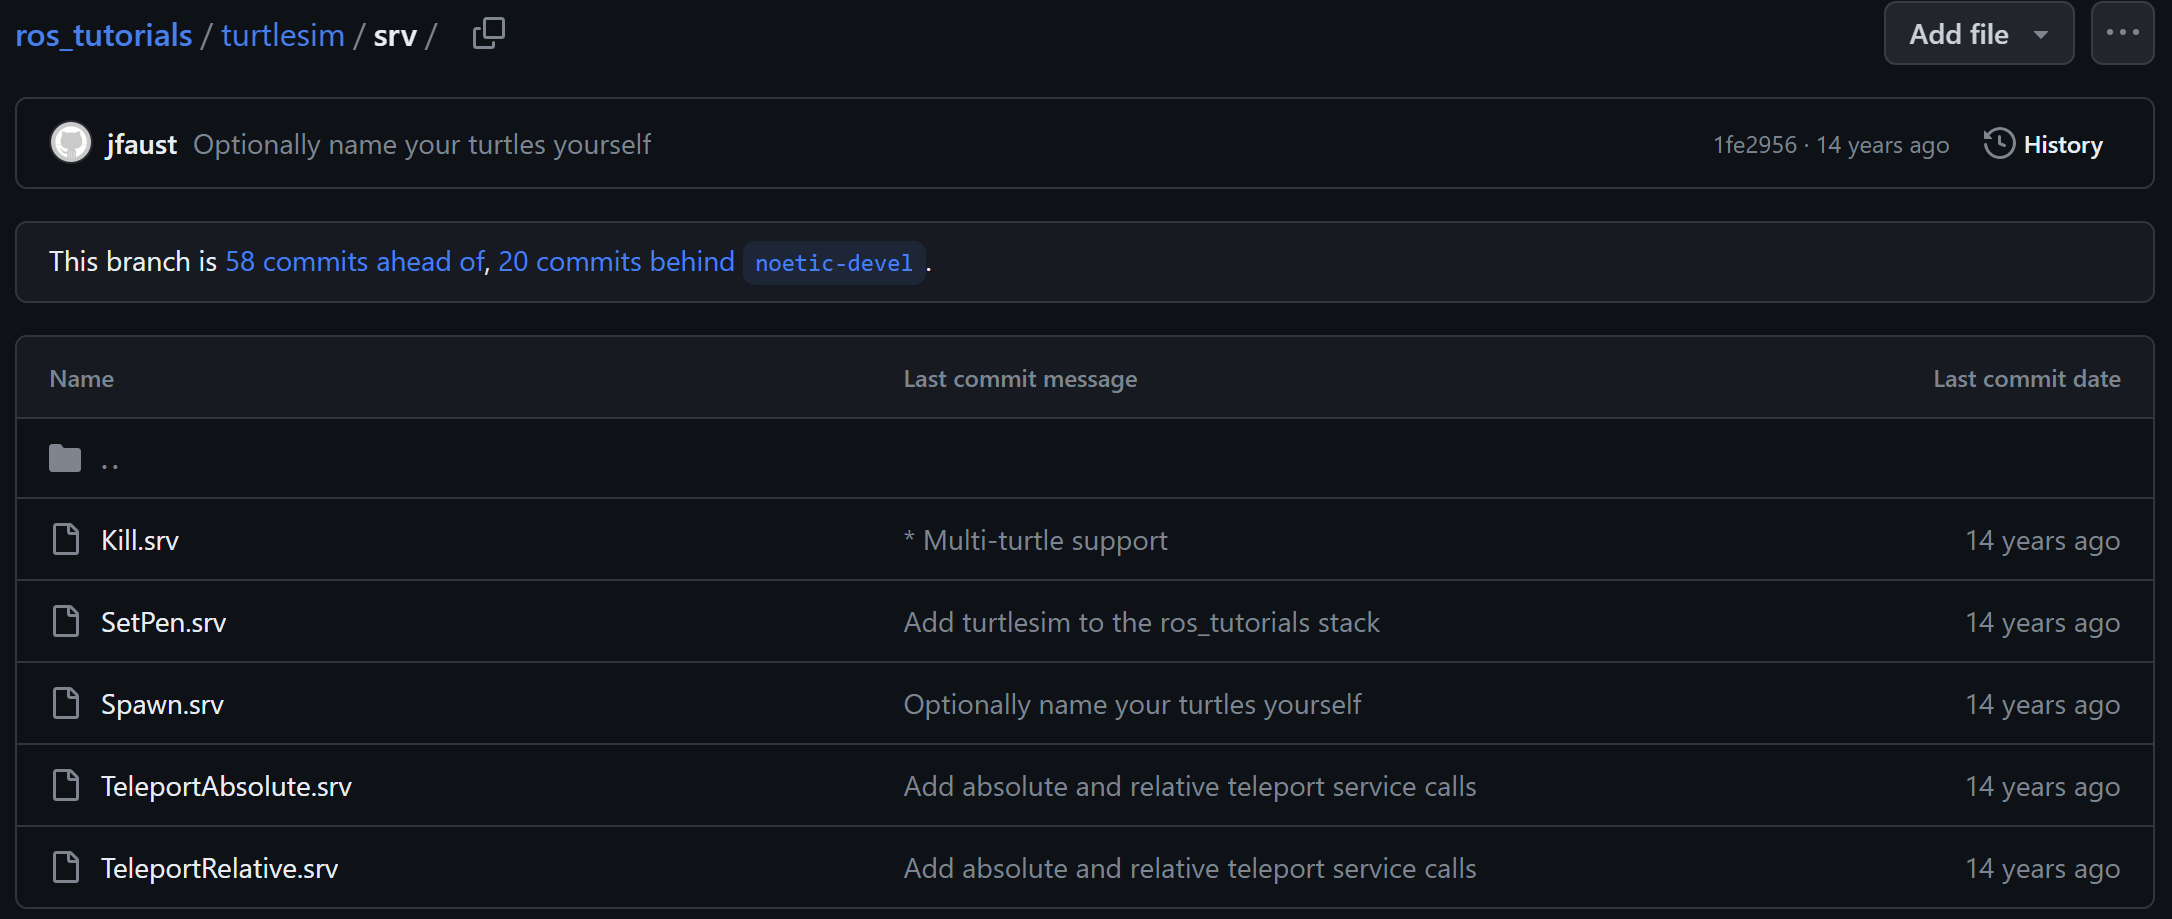 ros_tutorials / turtlesim / srv /
Add file
jfaust Optionally name your turtles yourself
1fe2956 · 14 years ago
History
This branch is 58 commits ahead of, 20 commits behind noetic-devel .
Name Last commit message Last commit date
..
Kill.srv * Multi-turtle support 14 years ago
SetPen.srv Add turtlesim to the ros_tutorials stack 14 years ago
Spawn.srv Optionally name your turtles yourself 14 years ago
TeleportAbsolute.srv Add absolute and relative teleport service calls 14 years ago
TeleportRelative.srv Add absolute and relative teleport service calls 14 years ago